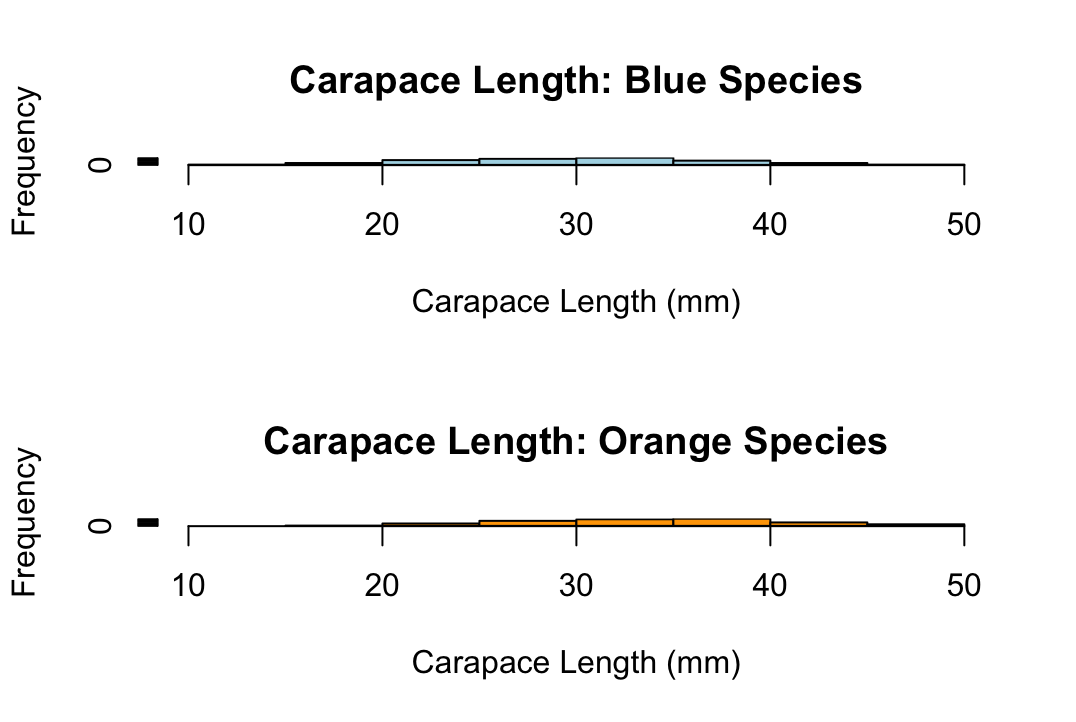 Carapace Length: Blue Species
Frequency
0
10 20 30 40 50
Carapace Length (mm)
Carapace Length: Orange Species
Frequency
0
10 20 30 40 50
Carapace Length (mm)